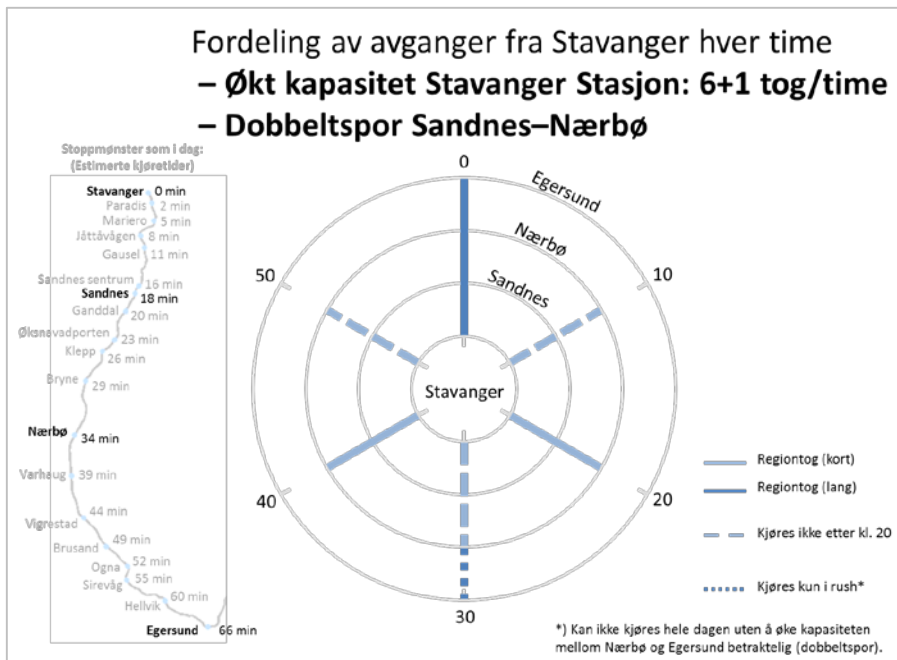 Fordeling av avganger fra Stavanger hver time
– Økt kapasitet Stavanger Stasjon: 6+1 tog/time
– Dobbeltspor Sandnes–Nærbø
Stoppmønster som i dag:
(Estimerte kjøretider)
Stavanger 0 min
Paradis 2 min
Mariero 5 min
Jåttåvågen 8 min
Gausel 11 min
Sandnes sentrum 16 min
Sandnes 18 min
Ganddal 20 min
Øksnavadporten 23 min
Klepp 26 min
Bryne 29 min
Nærbø 34 min
Varhaug 39 min
Vigrestad 44 min
Brusand 49 min
Ogna 52 min
Sirevåg 55 min
Hellvik 60 min
Egersund 66 min
0
10
20
30
40
50
Egersund
Nærbø
Sandnes
Stavanger
Regiontog (kort)
Regiontog (lang)
Kjøres ikke etter kl. 20
Kjøres kun i rush*
*) Kan ikke kjøres hele dagen uten å øke kapasiteten
mellom Nærbø og Egersund betraktelig (dobbeltspor).